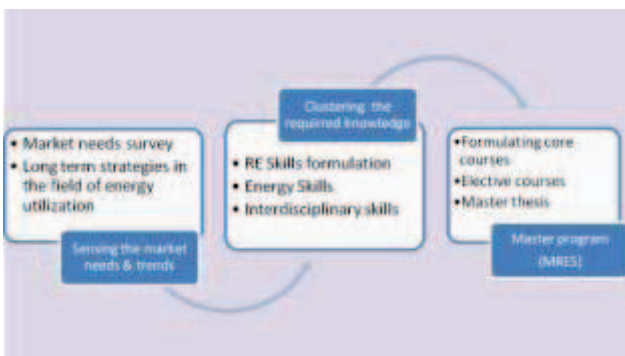 • Market needs survey
• Long term strategies in
the field of energy
utilization
Sensing the market
needs & trends
Clustering the
requirred knowledge
• RE Skills formulation
• Energy Skills
• Interdisciplinary skills
•Formulating core
courses
•Elective courses
•Master thesis
Master program
(MRES)